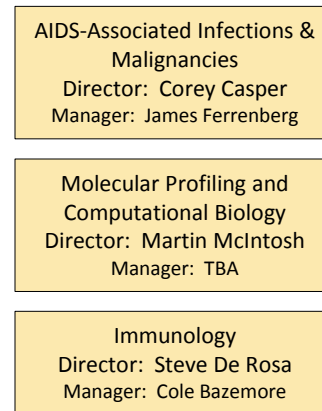 AIDS-Associated Infections &
Malignancies
Director:  Corey Casper
Manager:  James Ferrenberg
Molecular Profiling and
Computational Biology
Director:  Martin McIntosh
Manager:  TBA
Immunology
Director:  Steve De Rosa
Manager:  Cole Bazemore